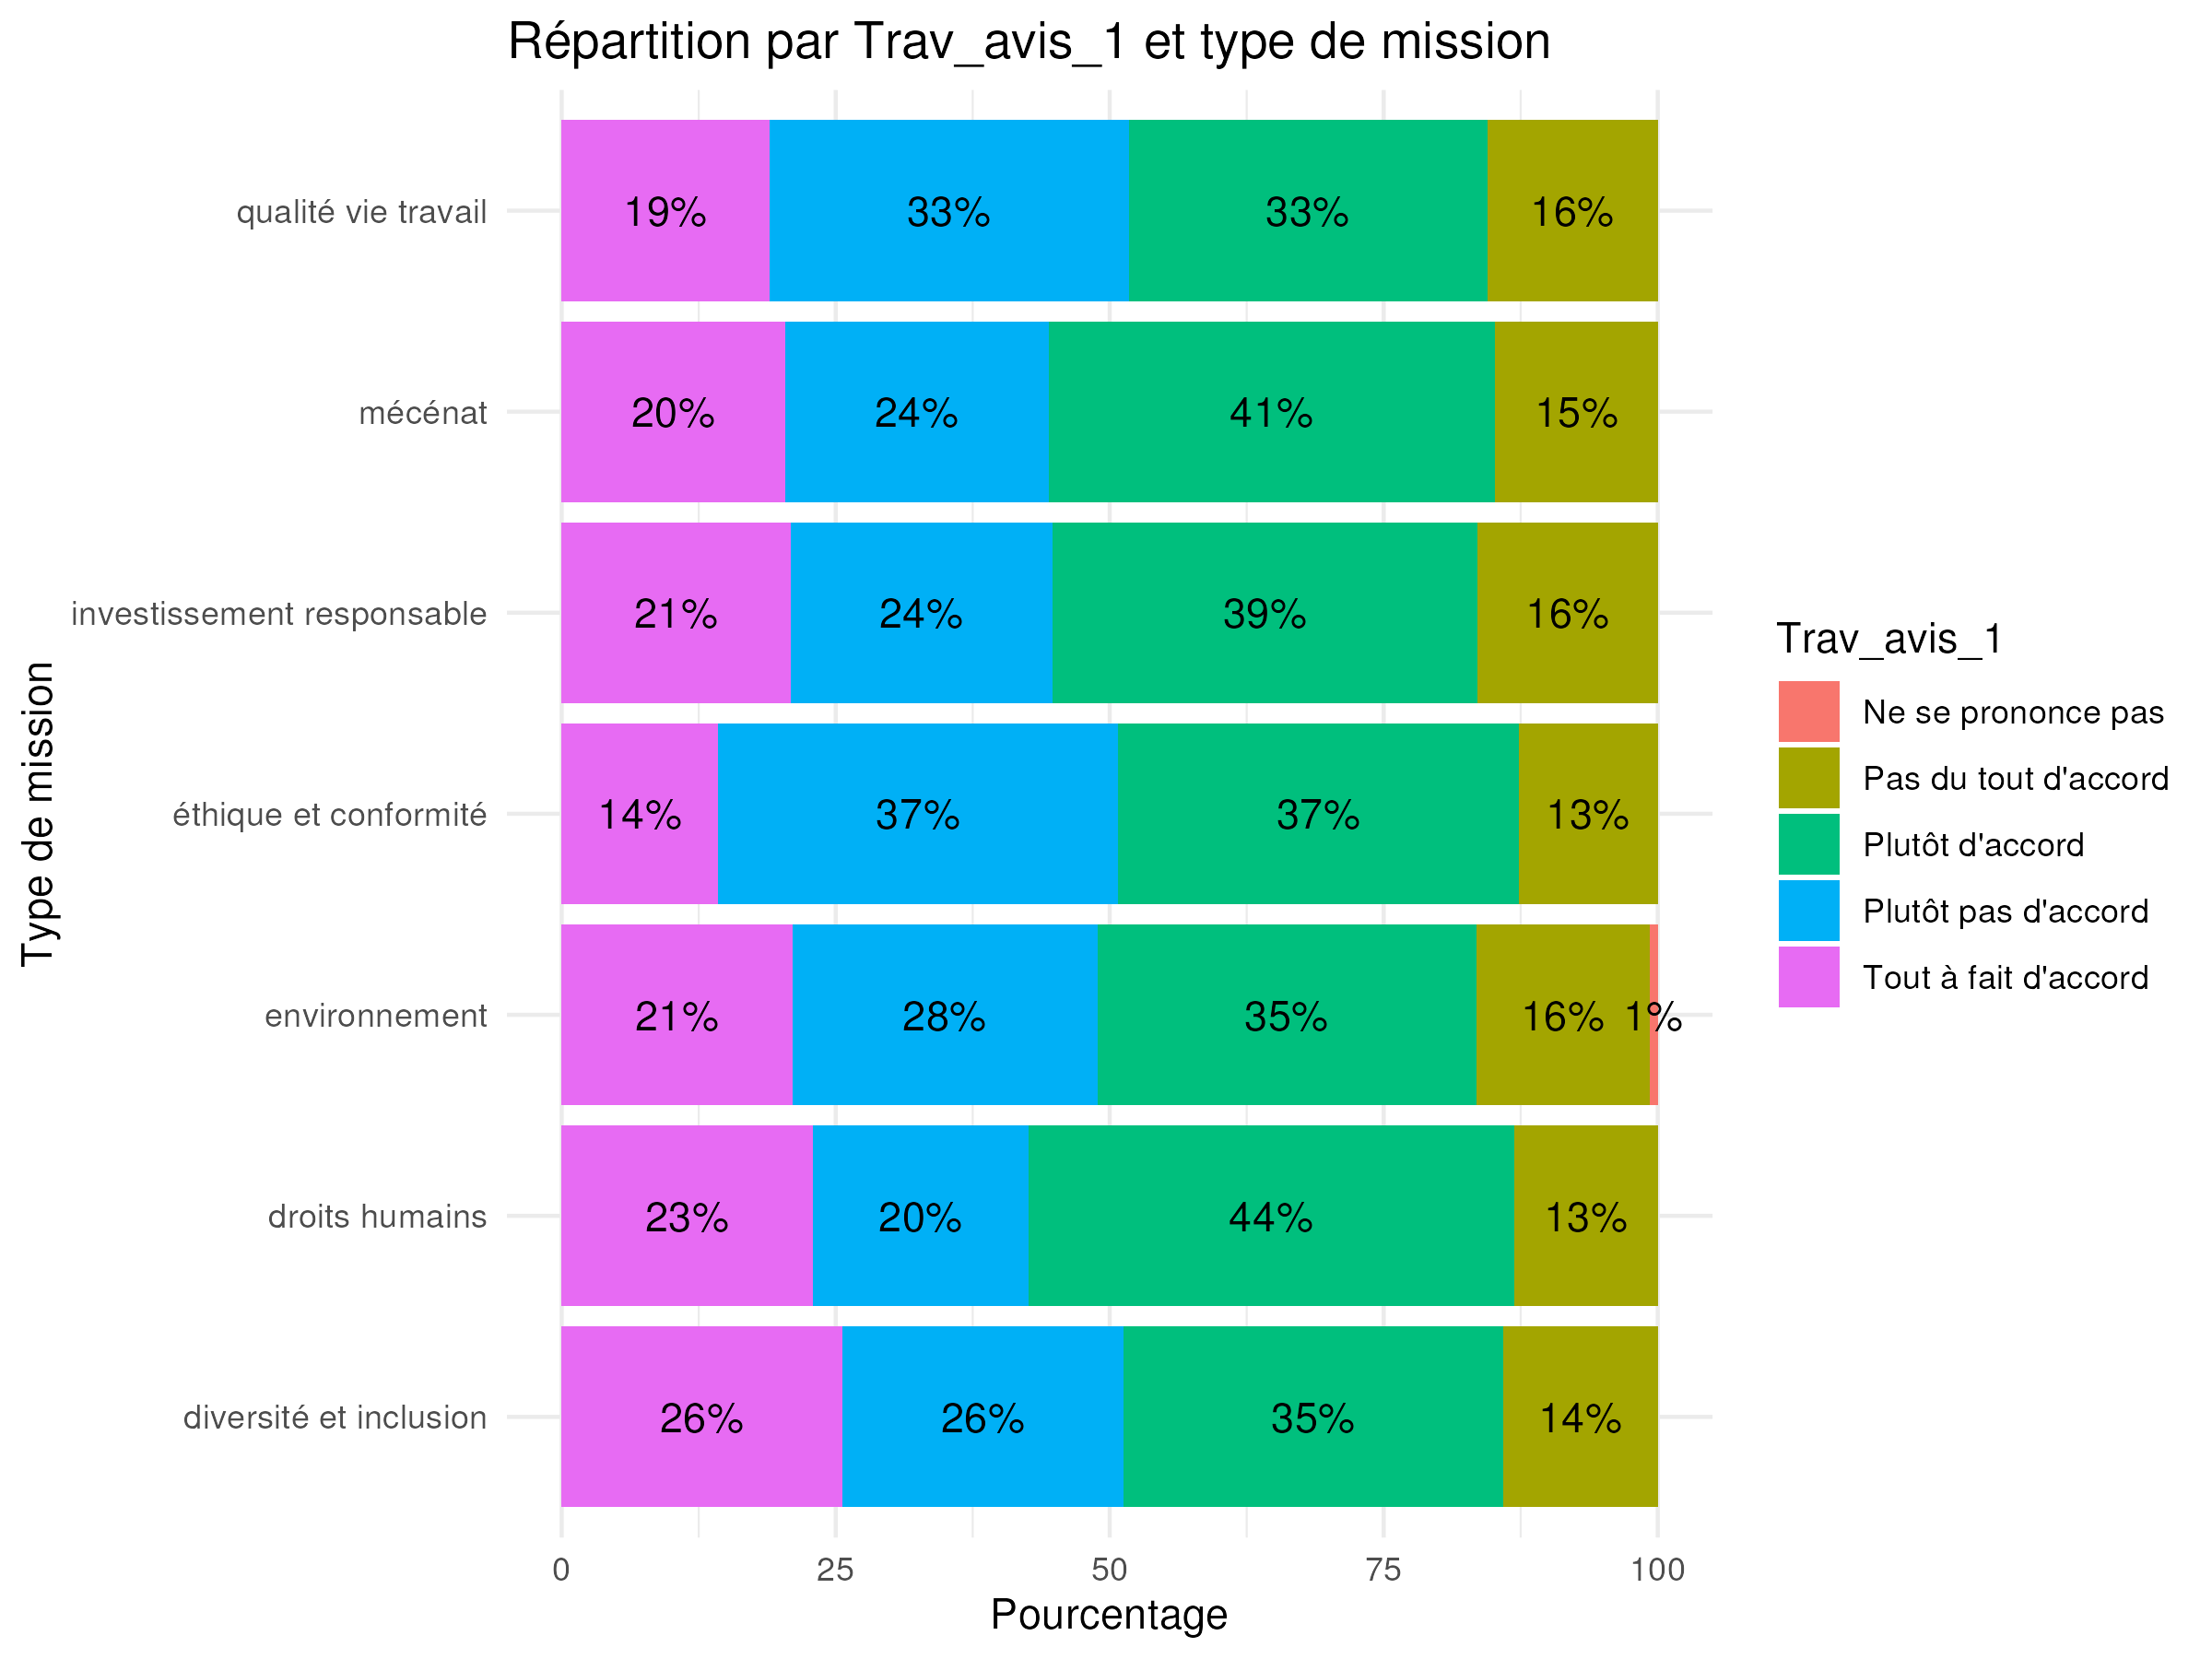 Répartition par Trav_avis_1 et type de mission
qualité vie travail
19% 33% 33% 16%
mécénat
20% 24% 41% 15%
investissement responsable
21% 24% 39% 16%
éthique et conformité
14% 37% 37% 13%
environnement
21% 28% 35% 16% 1%
droits humains
23% 20% 44% 13%
diversité et inclusion
26% 26% 35% 14%
0 25 50 75 100
Pourcentage
Type de mission
Trav_avis_1
Ne se prononce pas
Pas du tout d'accord
Plutôt d'accord
Plutôt pas d'accord
Tout à fait d'accord